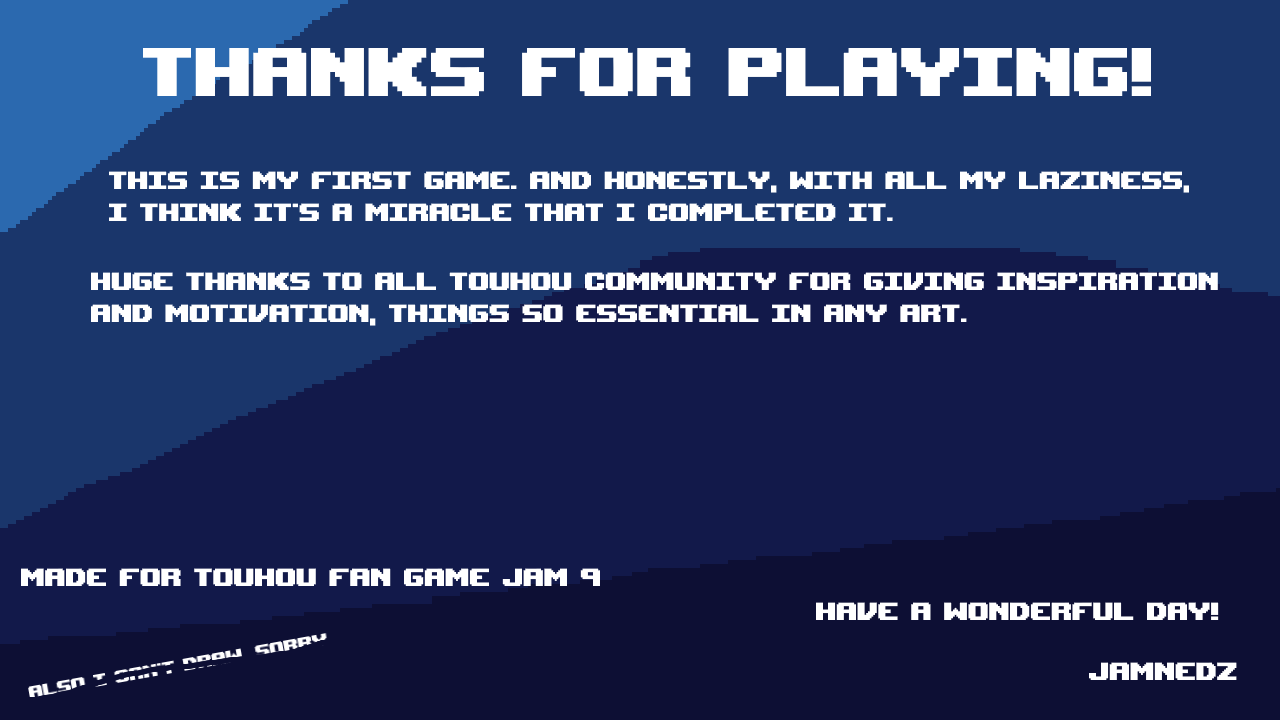 THANKS FOR PLAYING!
THIS IS MY FIRST GAME. AND HONESTLY, WITH ALL MY LAZINESS,
I THINK IT'S A MIRACLE THAT I COMPLETED IT.
HUGE THANKS TO ALL TOUHOU COMMUNITY FOR GIVING INSPIRATION
AND MOTIVATION, THINGS SO ESSENTIAL IN ANY ART.
MADE FOR TOUHOU FAN GAME JAM 9
HAVE A WONDERFUL DAY!
ALSO I CAN'T DRAW, SORRY
JAMNEDZ